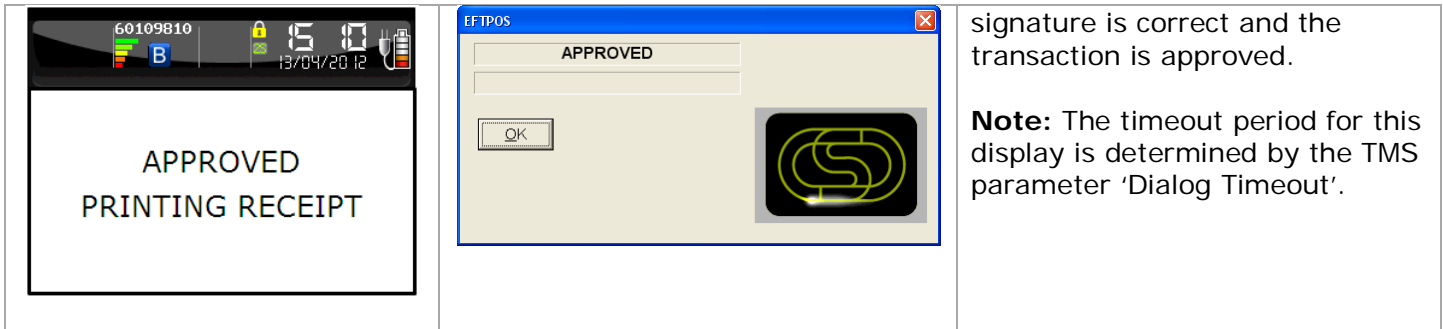 60109810
B
15 10
13/04/2012
APPROVED
PRINTING RECEIPT
EFTPOS
APPROVED
OK
signature is correct and the
transaction is approved.
Note: The timeout period for this
display is determined by the TMS
parameter ‘Dialog Timeout’.